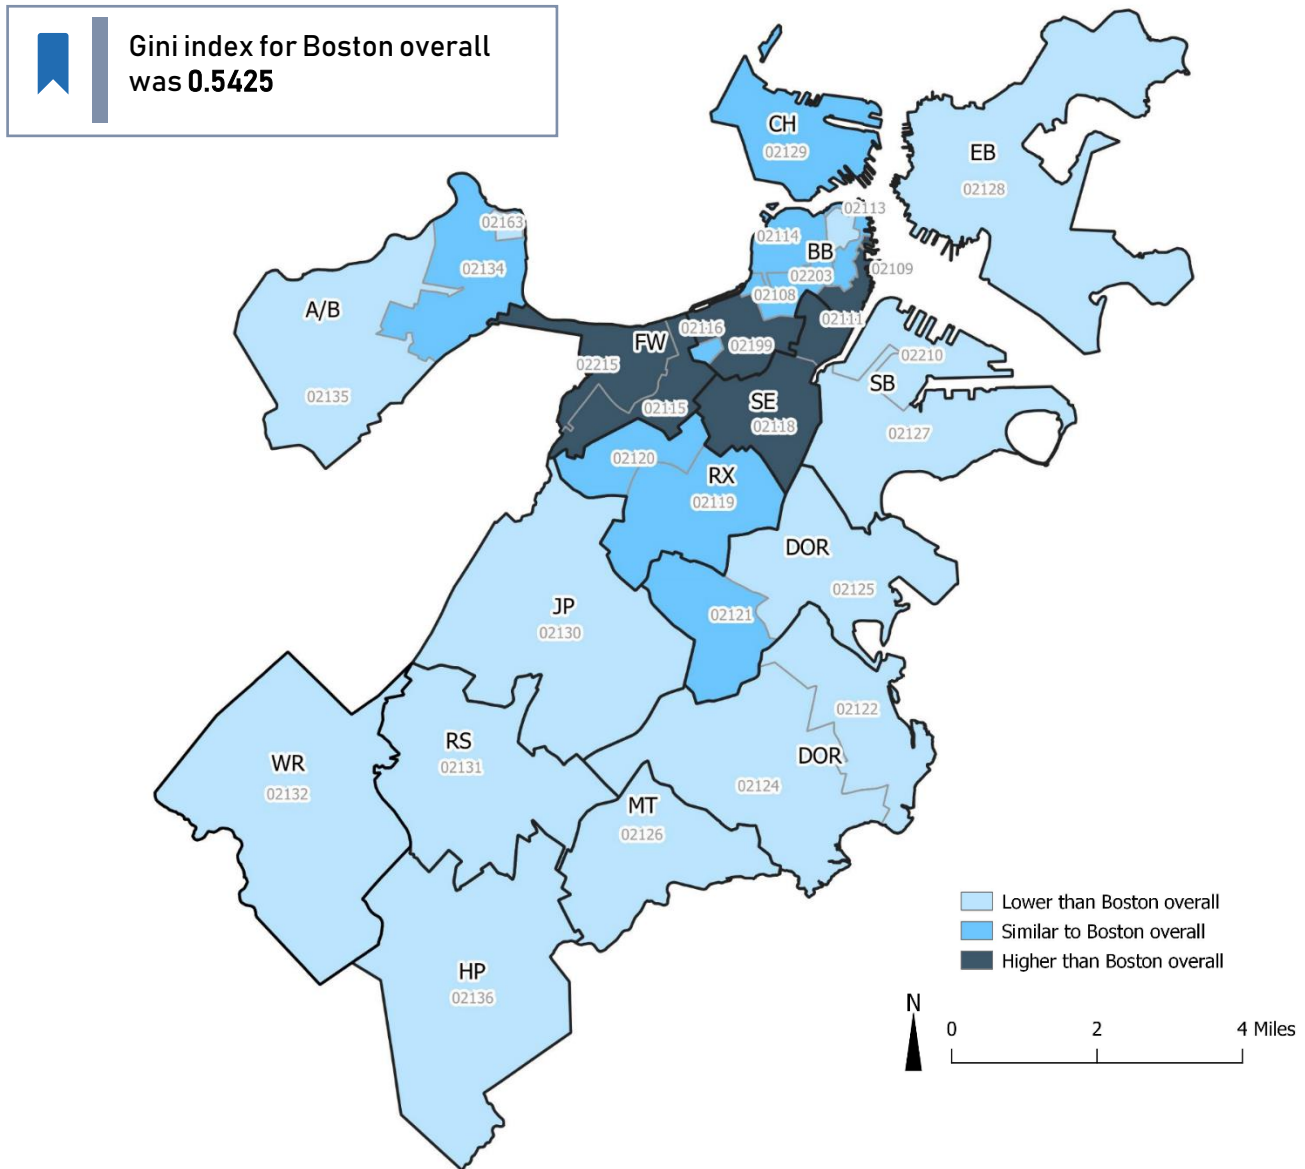 Gini index for Boston overall
was 0.5425
CH
02129
EB
02128
02163
02113
02114
BB
02134
02203
02109
02108
A/B
02116
02111
FW
02199
02210
02215
SB
02135
SE
02115
02118
02127
02120
RX
02119
DOR
02125
JP
02121
02130
02122
RS
DOR
WR
02131
02124
02132
MT
02126
Lower than Boston overall
Similar to Boston overall
Higher than Boston overall
HP
02136
N
0 2 4 Miles